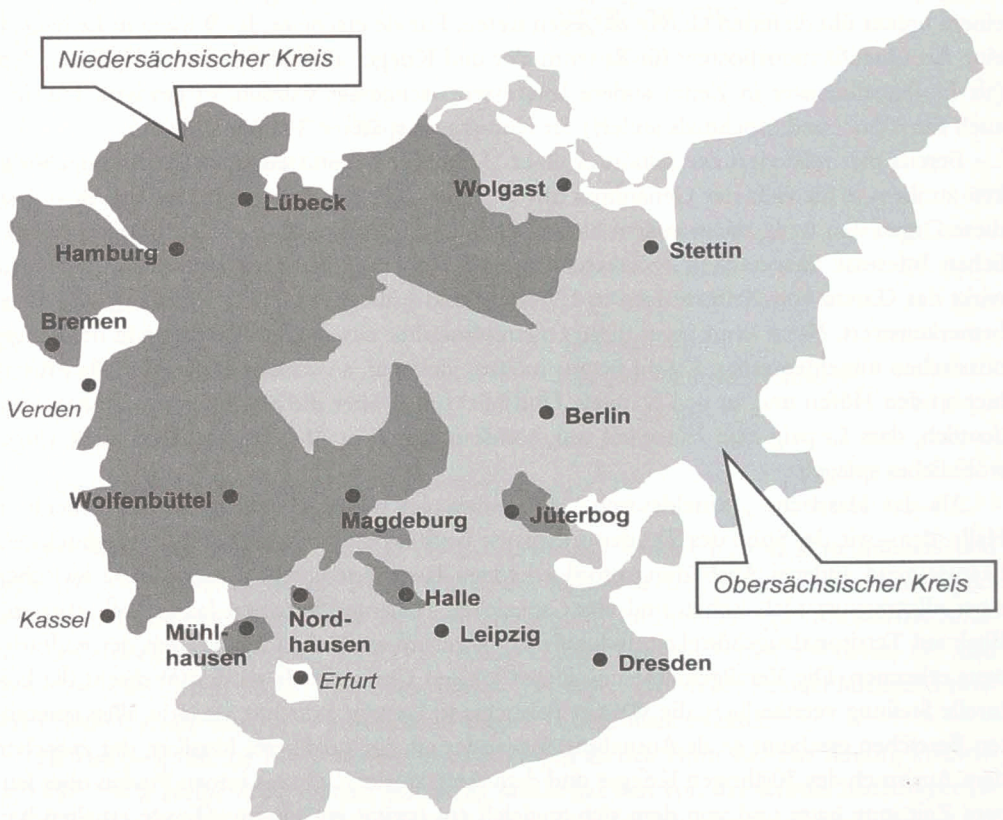 Niedersächsischer Kreis
Wolgast
Lübeck
Hamburg
Stettin
Bremen
Verden
Berlin
Wolfenbüttel
Magdeburg
Jüterbog
Obersächsischer Kreis
Halle
Kassel
Mühl-
hausen
Nord-
hausen
Leipzig
Dresden
Erfurt